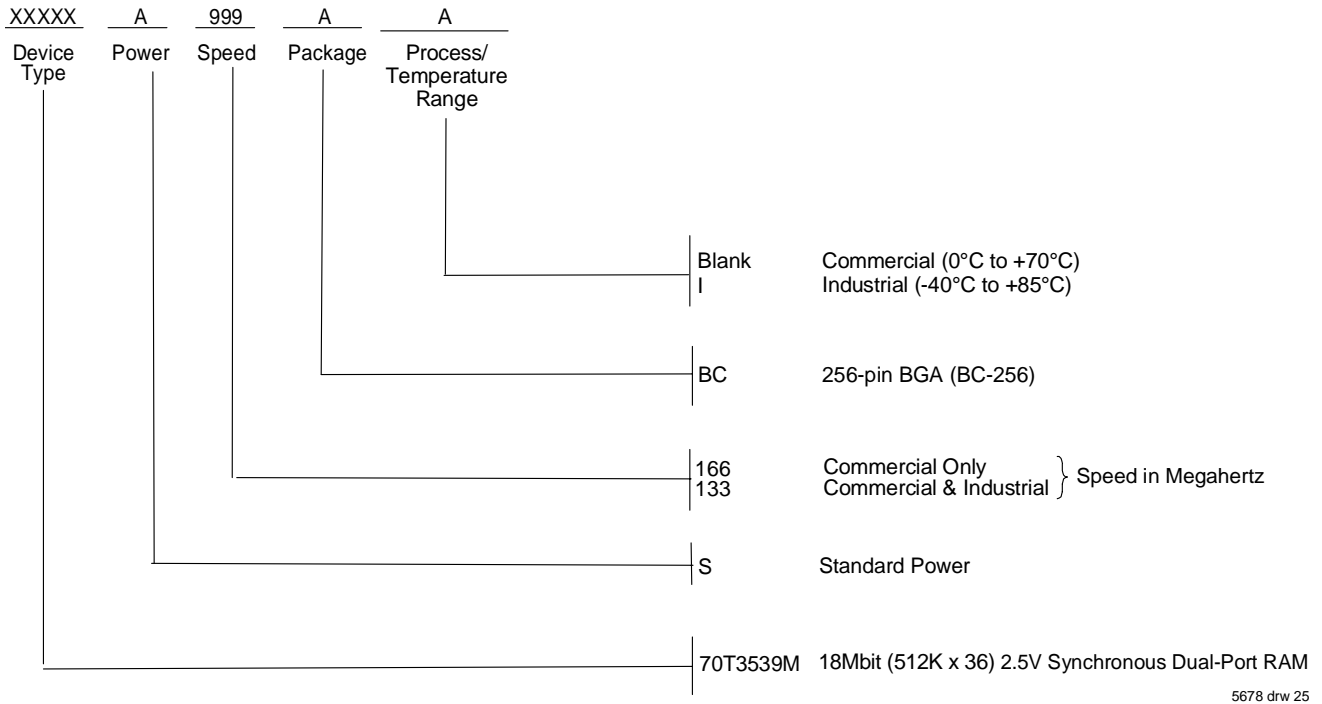 XXXXX A 999 A A
Device Type Power Speed Package Process/ Temperature Range
Blank Commercial (0°C to +70°C)
I Industrial (-40°C to +85°C)
BC 256-pin BGA (BC-256)
166 Commercial Only
133 Commercial & Industrial
Speed in Megahertz
S Standard Power
70T3539M 18Mbit (512K x 36) 2.5V Synchronous Dual-Port RAM
5678 drw 25